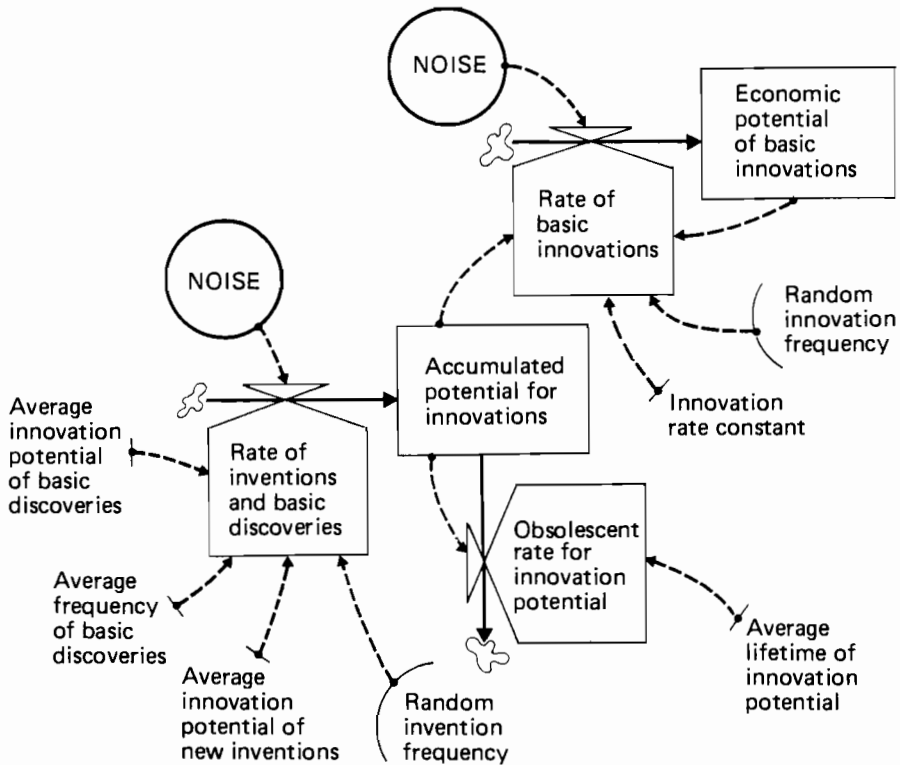 NOISE
Economic
potential
of basic
innovations
Rate of
basic
innovations
NOISE
Random
innovation
frequency
Accumulated
potential for
innovations
Innovation
rate constant
Average
innovation
potential
of basic
discoveries
Rate of
inventions
and basic
discoveries
Obsolescent
rate for
innovation
potential
Average
frequency
of basic
discoveries
Average
lifetime of
innovation
potential
Average
innovation
potential of
new inventions
Random
invention
frequency